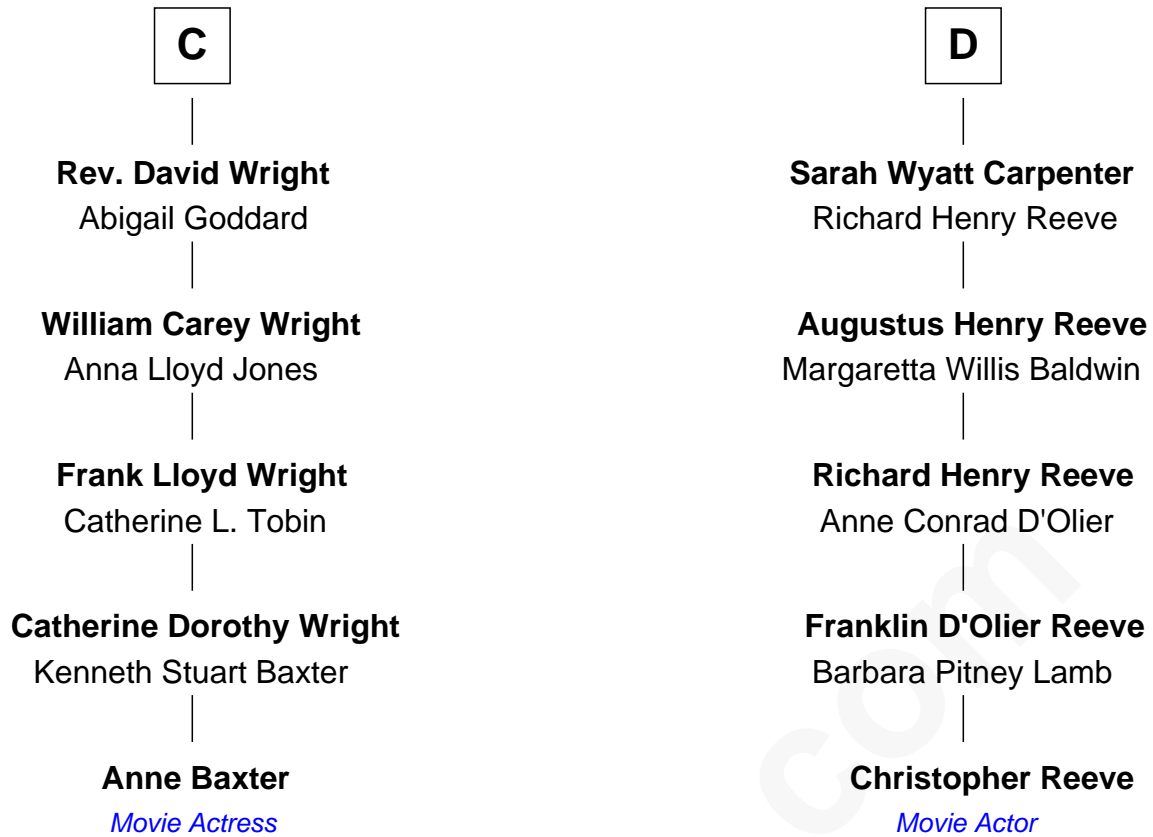 C
Rev. David Wright
Abigail Goddard
William Carey Wright
Anna Lloyd Jones
Frank Lloyd Wright
Catherine L. Tobin
Catherine Dorothy Wright
Kenneth Stuart Baxter
Anne Baxter
Movie Actress
D
Sarah Wyatt Carpenter
Richard Henry Reeve
Augustus Henry Reeve
Margaretta Willis Baldwin
Richard Henry Reeve
Anne Conrad D'Olier
Franklin D'Olier Reeve
Barbara Pitney Lamb
Christopher Reeve
Movie Actor
com